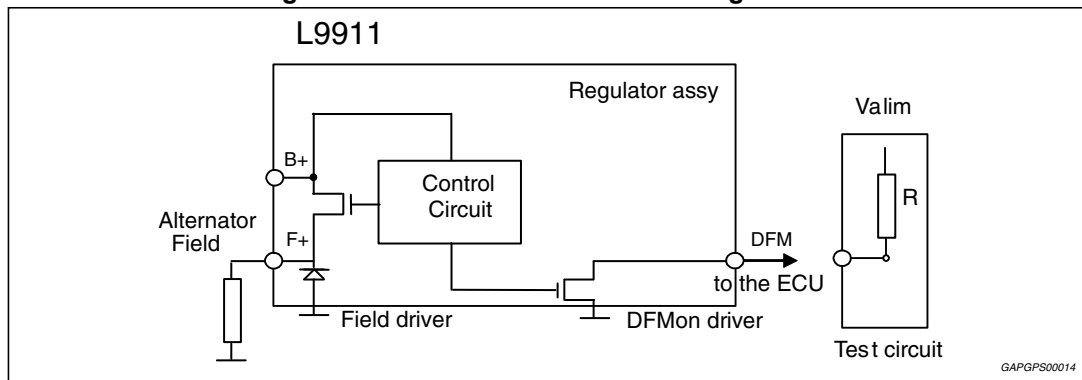 L9911
Regulator assy
Valim
B+
Control
Circuit
R
Alternator
Field
F+
DFM
to the ECU
Field driver
DFMon driver
Test circuit
GAPGPS00014